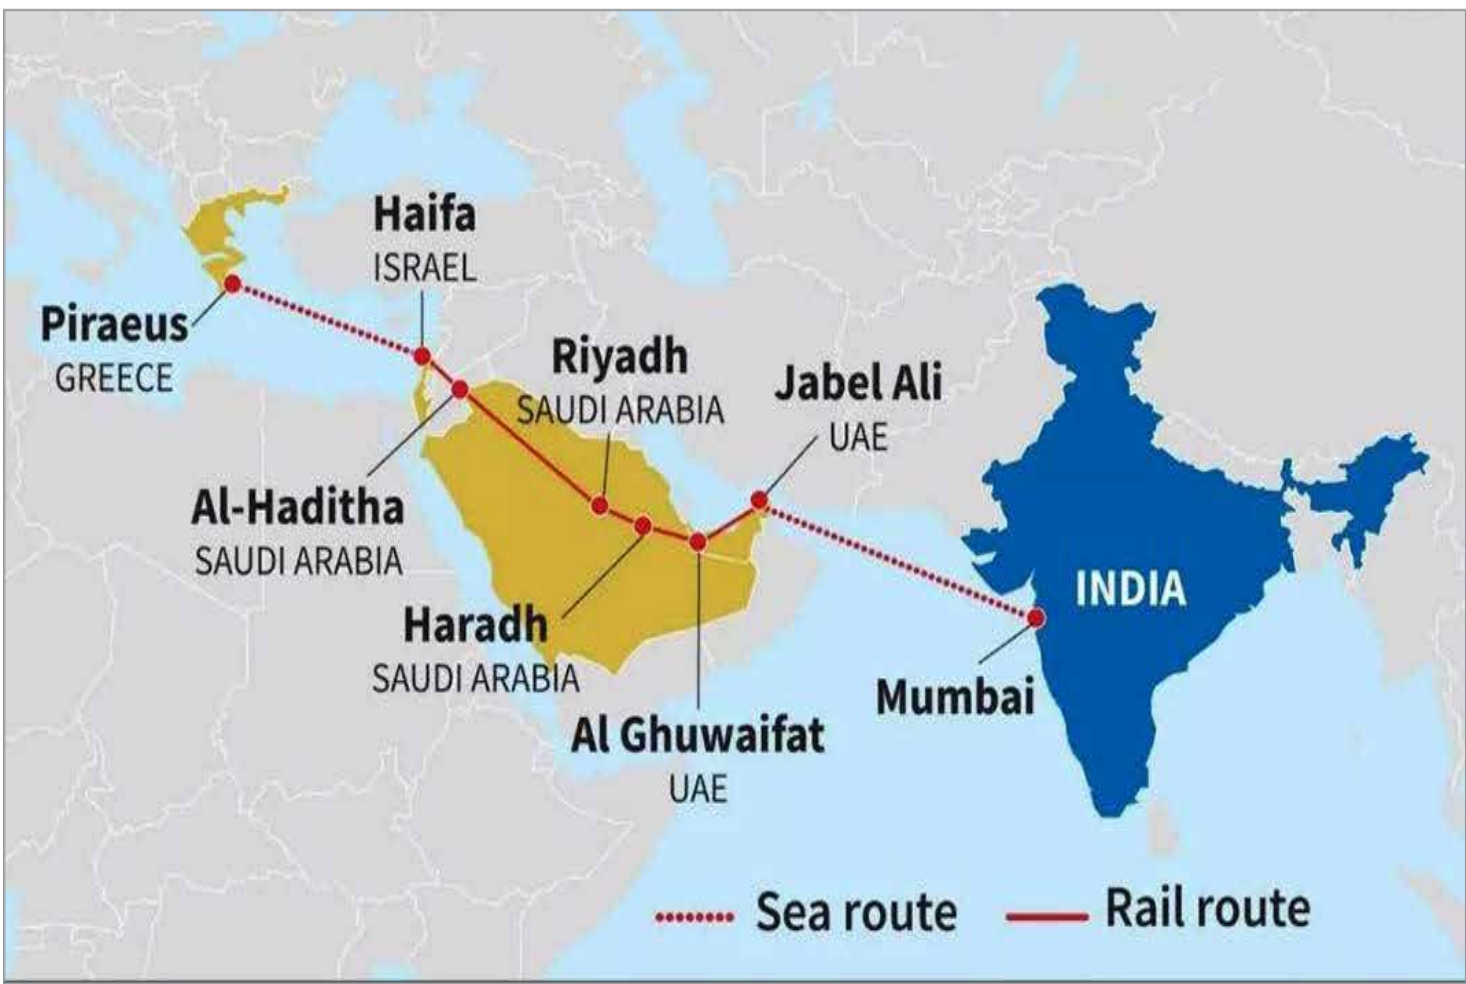 Haifa
ISRAEL
Piraeus
GREECE
Riyadh
SAUDI ARABIA
Jabel Ali
UAE
Al-Haditha
SAUDI ARABIA
INDIA
Haradh
SAUDI ARABIA
Mumbai
Al Ghuwaifat
UAE
Sea route
Rail route